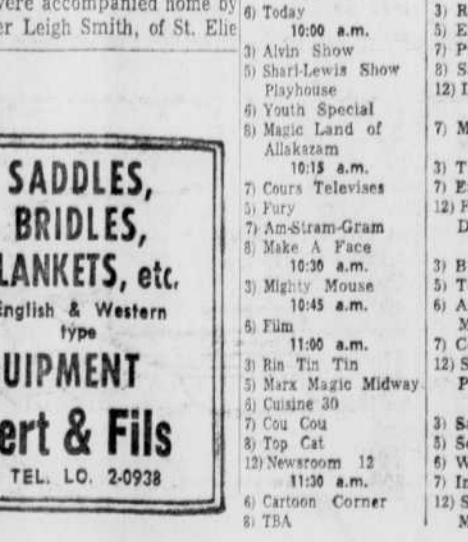 were accompanied home by
er Leigh Smith, of St. Elie
SADDLES,
BRIDLES,
LANKETS, etc.
English & Western
type
UIPMENT
ert & Fils
TEL. LO. 2-0938
6) Today
10:00 a.m.
3) Alvin Show
5) Shari-Lewis Show
Playhouse
6) Youth Special
8) Magic Land of
Allakazam
10:15 a.m.
7) Cours Televises
5) Fury
7) Am-Stram-Gram
8) Make A Face
10:30 a.m.
3) Mighty Mouse
10:45 a.m.
6) Film
11:00 a.m.
3) Rin Tin Tin
5) Marx Magic Midway
6) Cuisine 30
7) Cou Cou
8) Top Cat
12) Newsroom 12
11:30 a.m.
6) Cartoon Corner
8) TBA
3) R
5) E
7) P
8) S
12) I
7) M
3) T
7) E
12) F
D
3) B
5) T
6) A
M
7) C
12) S
P
3) Sa
5) Se
6) W
7) In
12) S
M